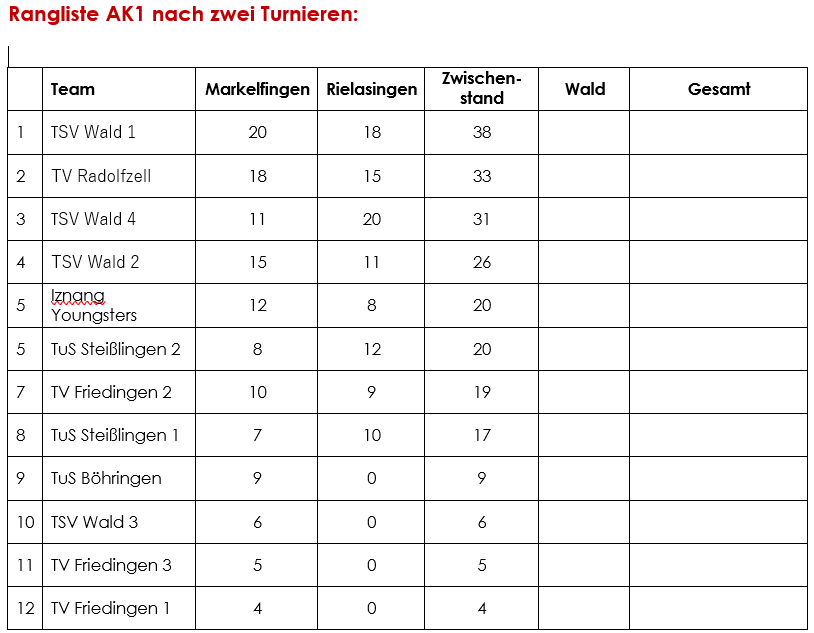 Rangliste AK1 nach zwei Turnieren:
Team Markelfingen Rielasingen Zwischen-
stand Wald Gesamt
1 TSV Wald 1 20 18 38
2 TV Radolfzell 18 15 33
3 TSV Wald 4 11 20 31
4 TSV Wald 2 15 11 26
5 Iznang
Youngsters 12 8 20
5 TuS Steißlingen 2 8 12 20
7 TV Friedingen 2 10 9 19
8 TuS Steißlingen 1 7 10 17
9 TuS Böhringen 9 0 9
10 TSV Wald 3 6 0 6
11 TV Friedingen 3 5 0 5
12 TV Friedingen 1 4 0 4